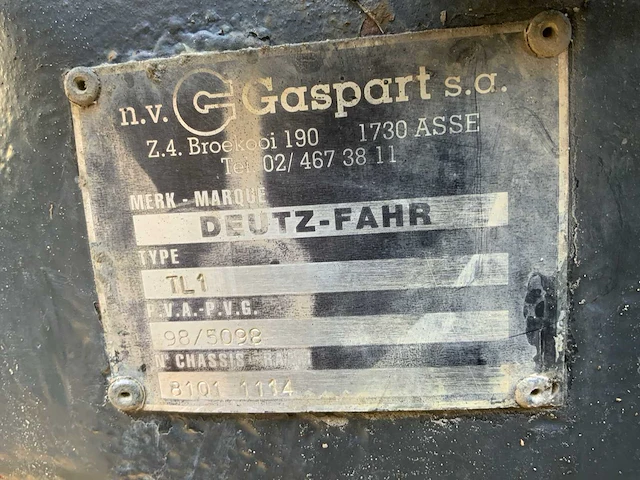 n.v. G Gaspart s.a.
Z.4. Broekooi 190 1730 ASSE
Tel. 02/ 467 38 11
MERK - MARQUE
DEUTZ-FAHR
TYPE
TL1
P.V.A.-P.V.G.
98/5098
N° CHASSIS
8101 1114